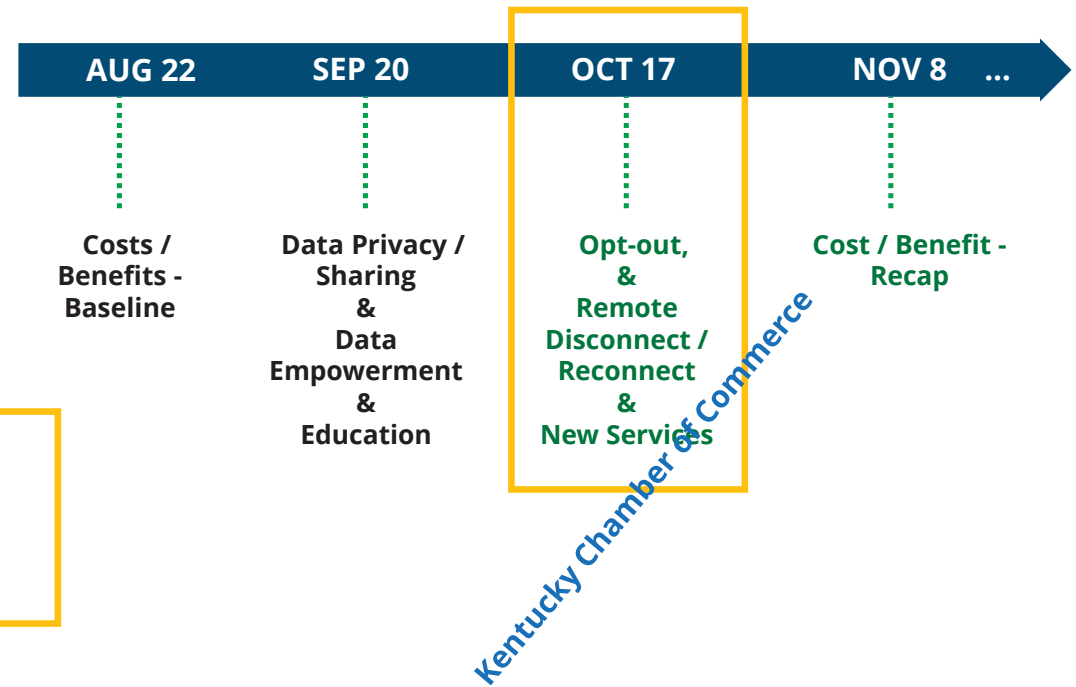 AUG 22
SEP 20
OCT 17
NOV 8 ...
Costs /
Benefits -
Baseline
Data Privacy /
Sharing
&
Data
Empowerment
&
Education
Opt-out,
&
Remote
Disconnect /
Reconnect
&
New Services
Cost / Benefit -
Recap
Kentucky Chamber of Commerce